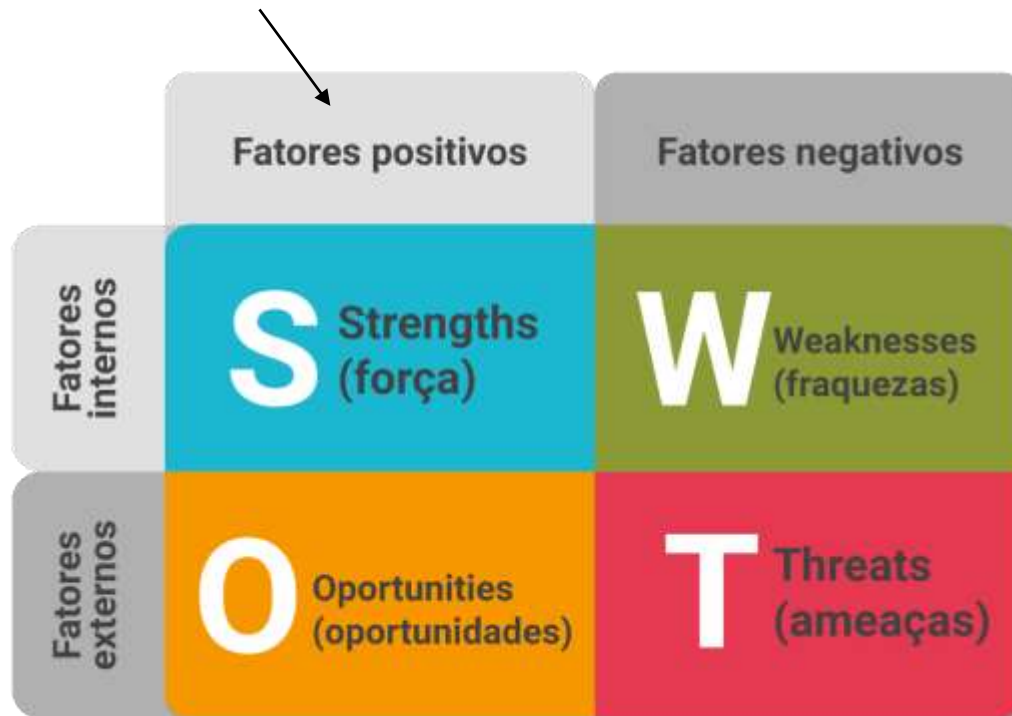 Fatores positivos
Fatores negativos
Fatores
internos
S
Strengths
(força)
W
Weaknesses
(fraquezas)
Fatores
externos
O
Oportunities
(oportunidades)
T
Threats
(ameaças)